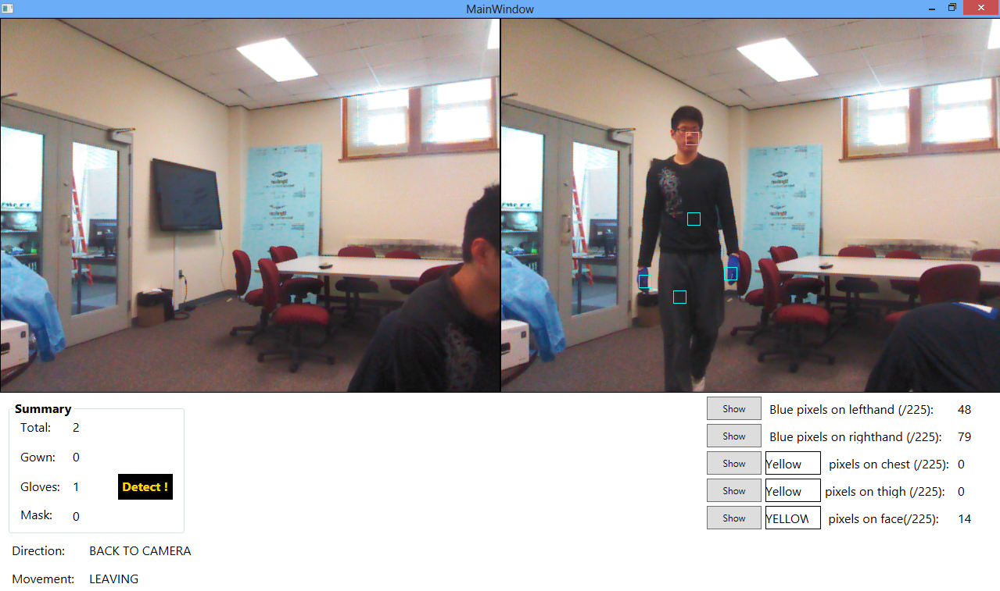 MainWindow
Summary
Total: 2
Gown: 0
Gloves: 1 Detect !
Mask: 0
Direction: BACK TO CAMERA
Movement: LEAVING
Show Blue pixels on lefthand (/225): 48
Show Blue pixels on righthand (/225): 79
Show Yellow pixels on chest (/225): 0
Show Yellow pixels on thigh (/225): 0
Show YELLOW pixels on face(/225): 14